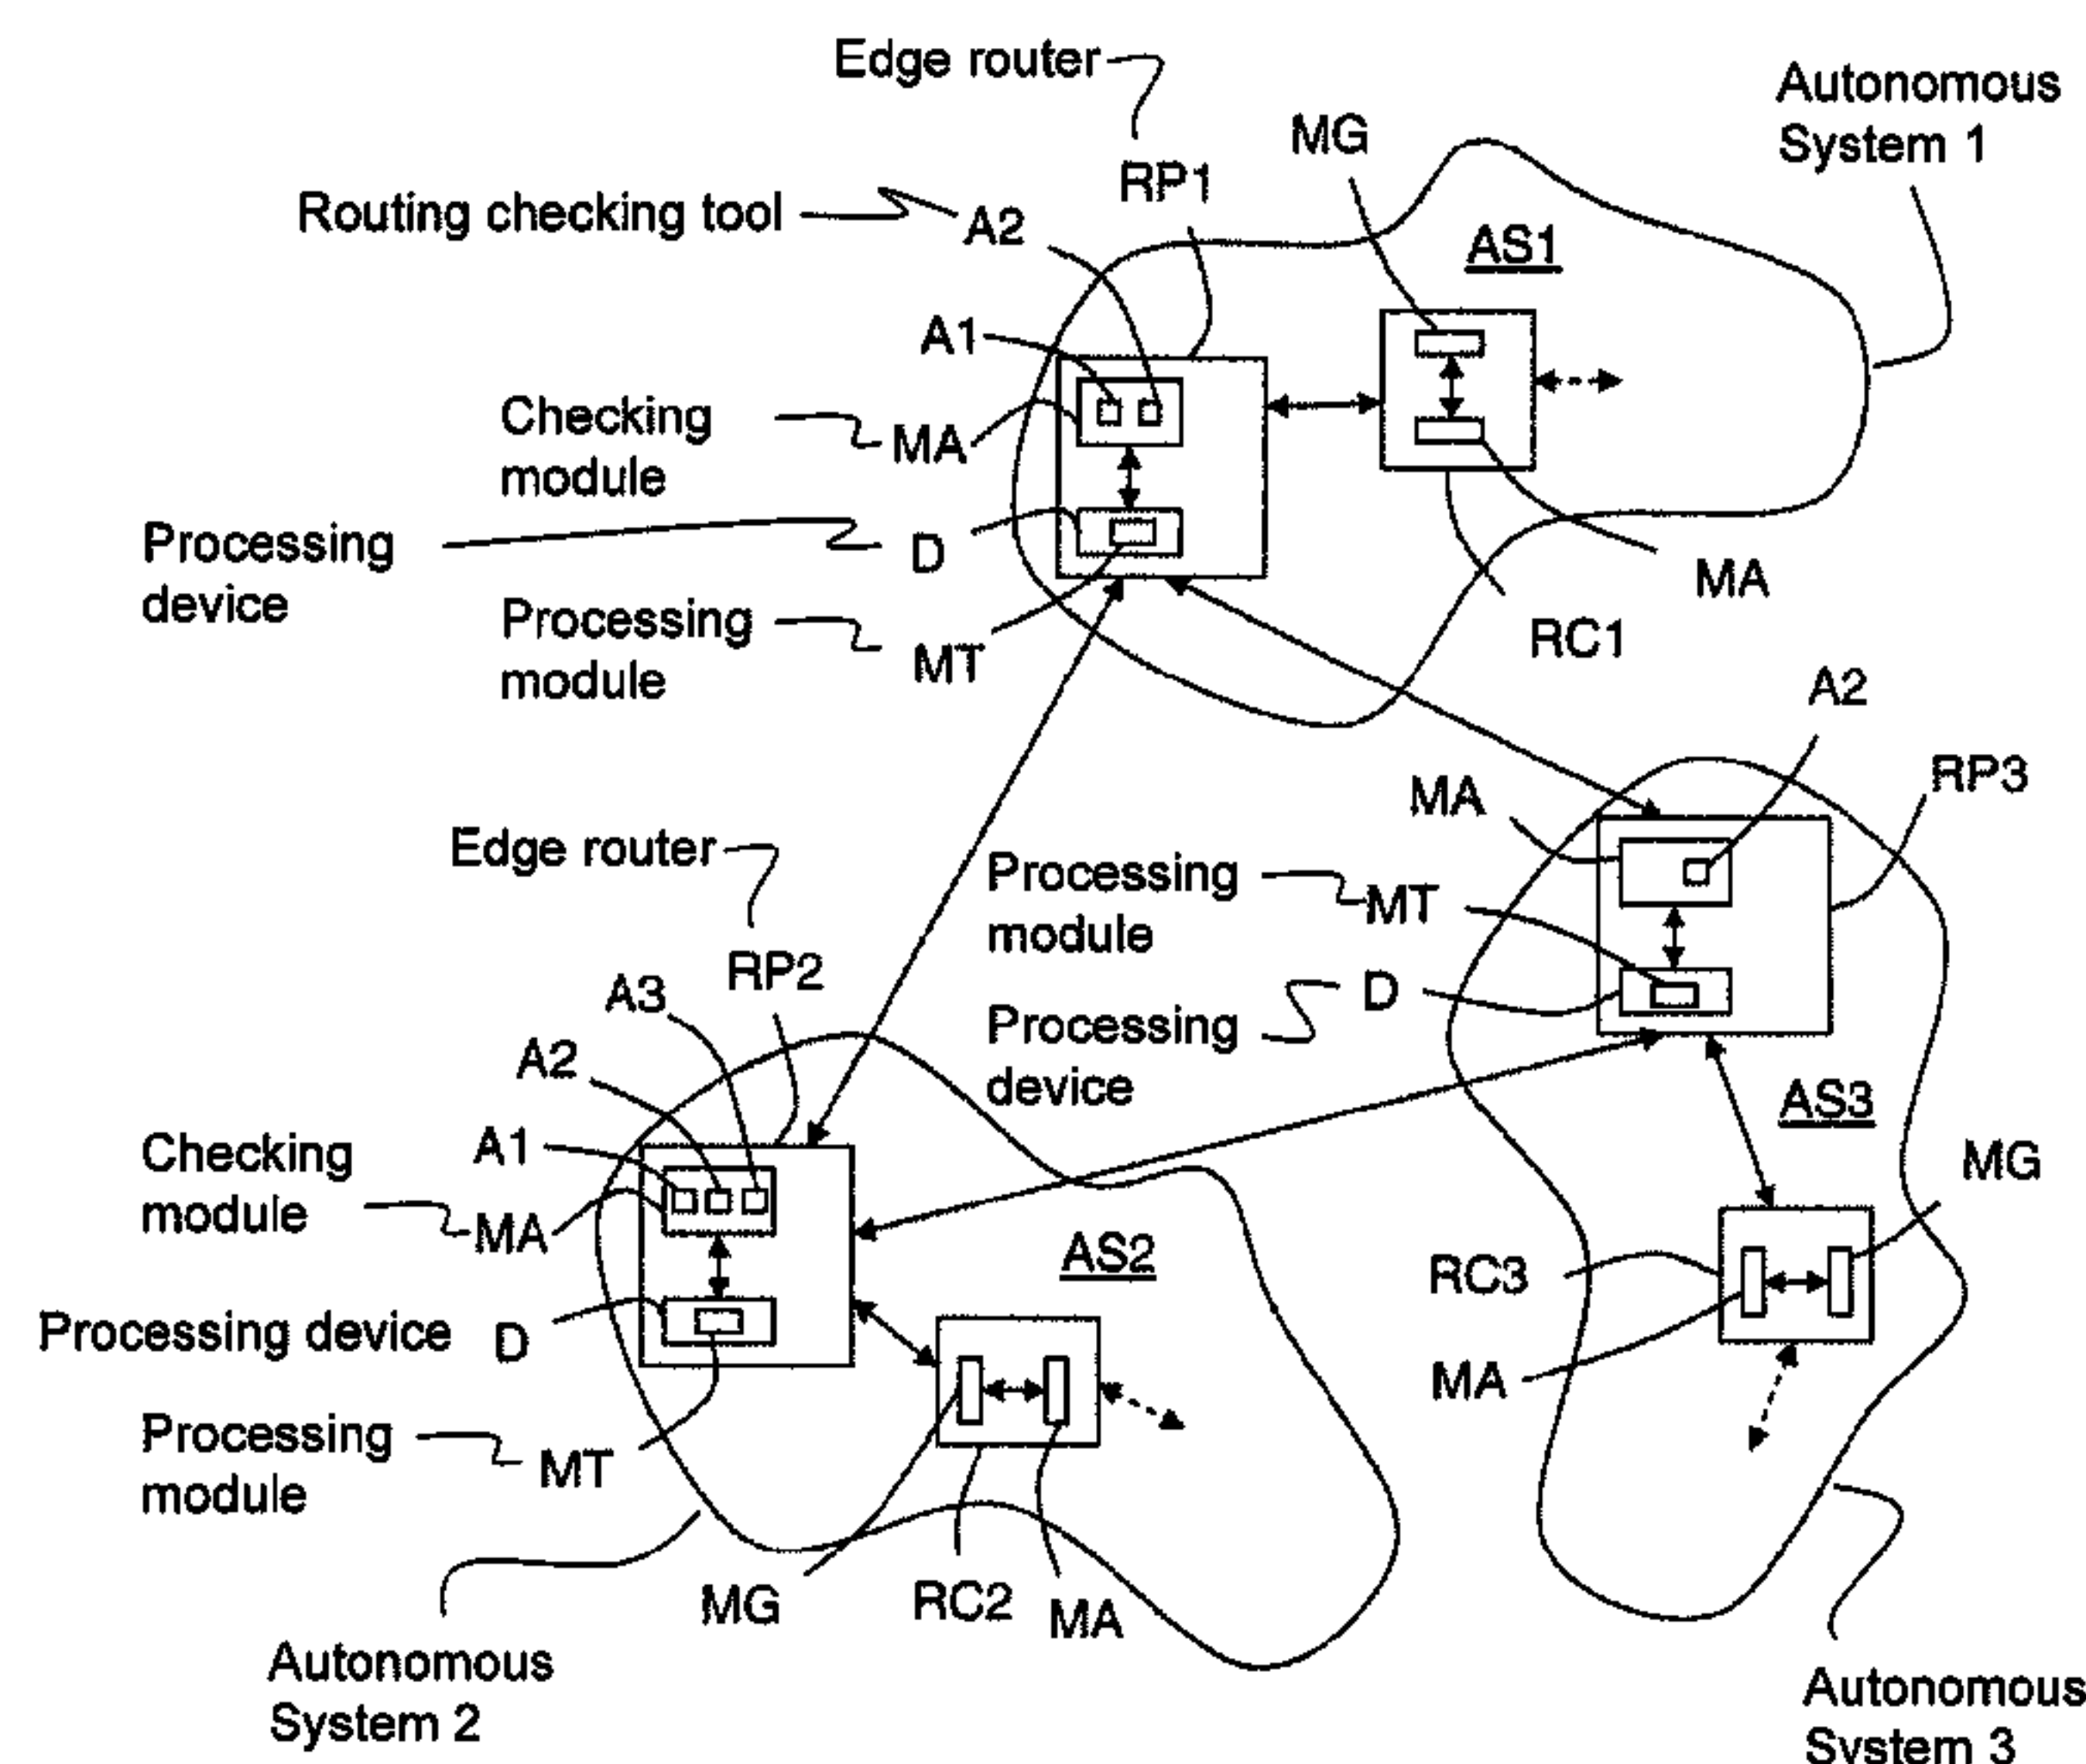 Edge router
Autonomous
System 1
MG
RP1
Routing checking tool
A2
AS1
A1
Checking
module
MA
Processing
device
D
MA
Processing
module
MT
RC1
A2
RP3
MA
Edge router
Processing
module
MT
RP2
A3
D
Processing
device
A2
AS3
A1
Checking
module
MA
MG
AS2
RC3
Processing device
D
MA
Processing
module
MT
MG
RC2
MA
Autonomous
System 2
Autonomous
System 3